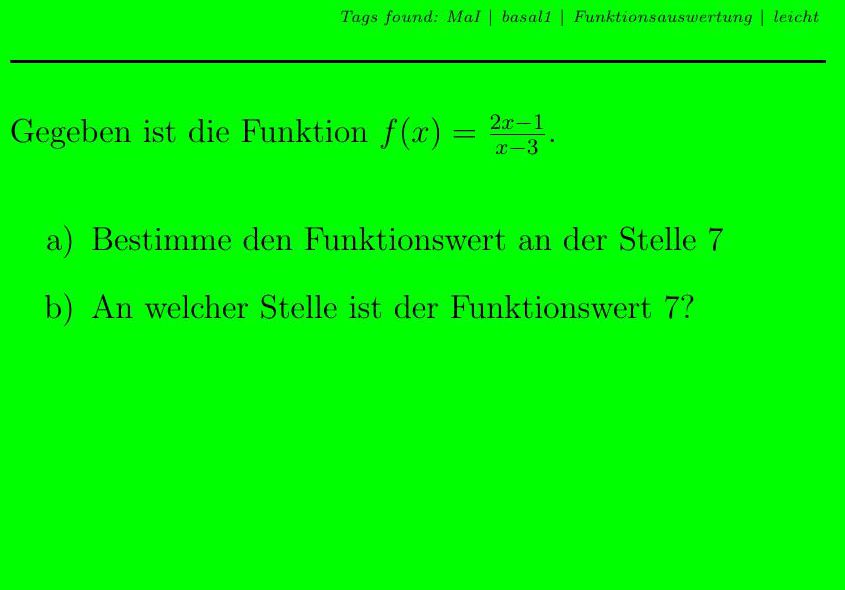 Tags found: MaI | basal1 | Funktionsauswertung | leicht
Gegeben ist die Funktion $f(x) = \frac{2x-1}{x-3}$.
a) Bestimme den Funktionswert an der Stelle 7
b) An welcher Stelle ist der Funktionswert 7?